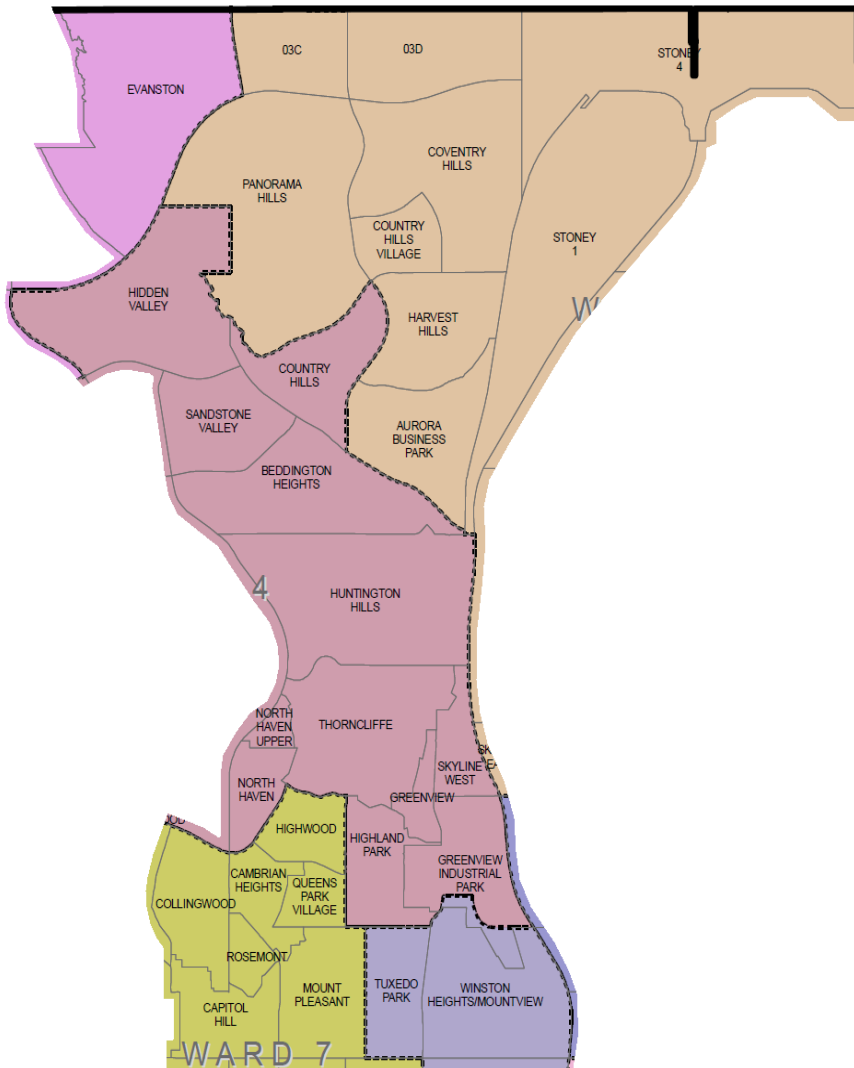 03C
03D
STONEY
4
EVANSTON
COVENTRY
HILLS
PANORAMA
HILLS
COUNTRY
HILLS
VILLAGE
STONEY
1
HIDDEN
VALLEY
W
HARVEST
HILLS
COUNTRY
HILLS
SANDSTONE
VALLEY
AURORA
BUSINESS
PARK
BEDDINGTON
HEIGHTS
4
HUNTINGTON
HILLS
NORTH
HAVEN
UPPER
THORNCLIFFE
SK
EA
SKYLINE
WEST
NORTH
HAVEN
GREENVIEW
OD
HIGHWOOD
HIGHLAND
PARK
GREENVIEW
INDUSTRIAL
PARK
CAMBRIAN
HEIGHTS
QUEENS
PARK
VILLAGE
COLLINGWOOD
ROSEMONT
MOUNT
PLEASANT
TUXEDO
PARK
WINSTON
HEIGHTS/MOUNTVIEW
CAPITOL
HILL
WARD 7